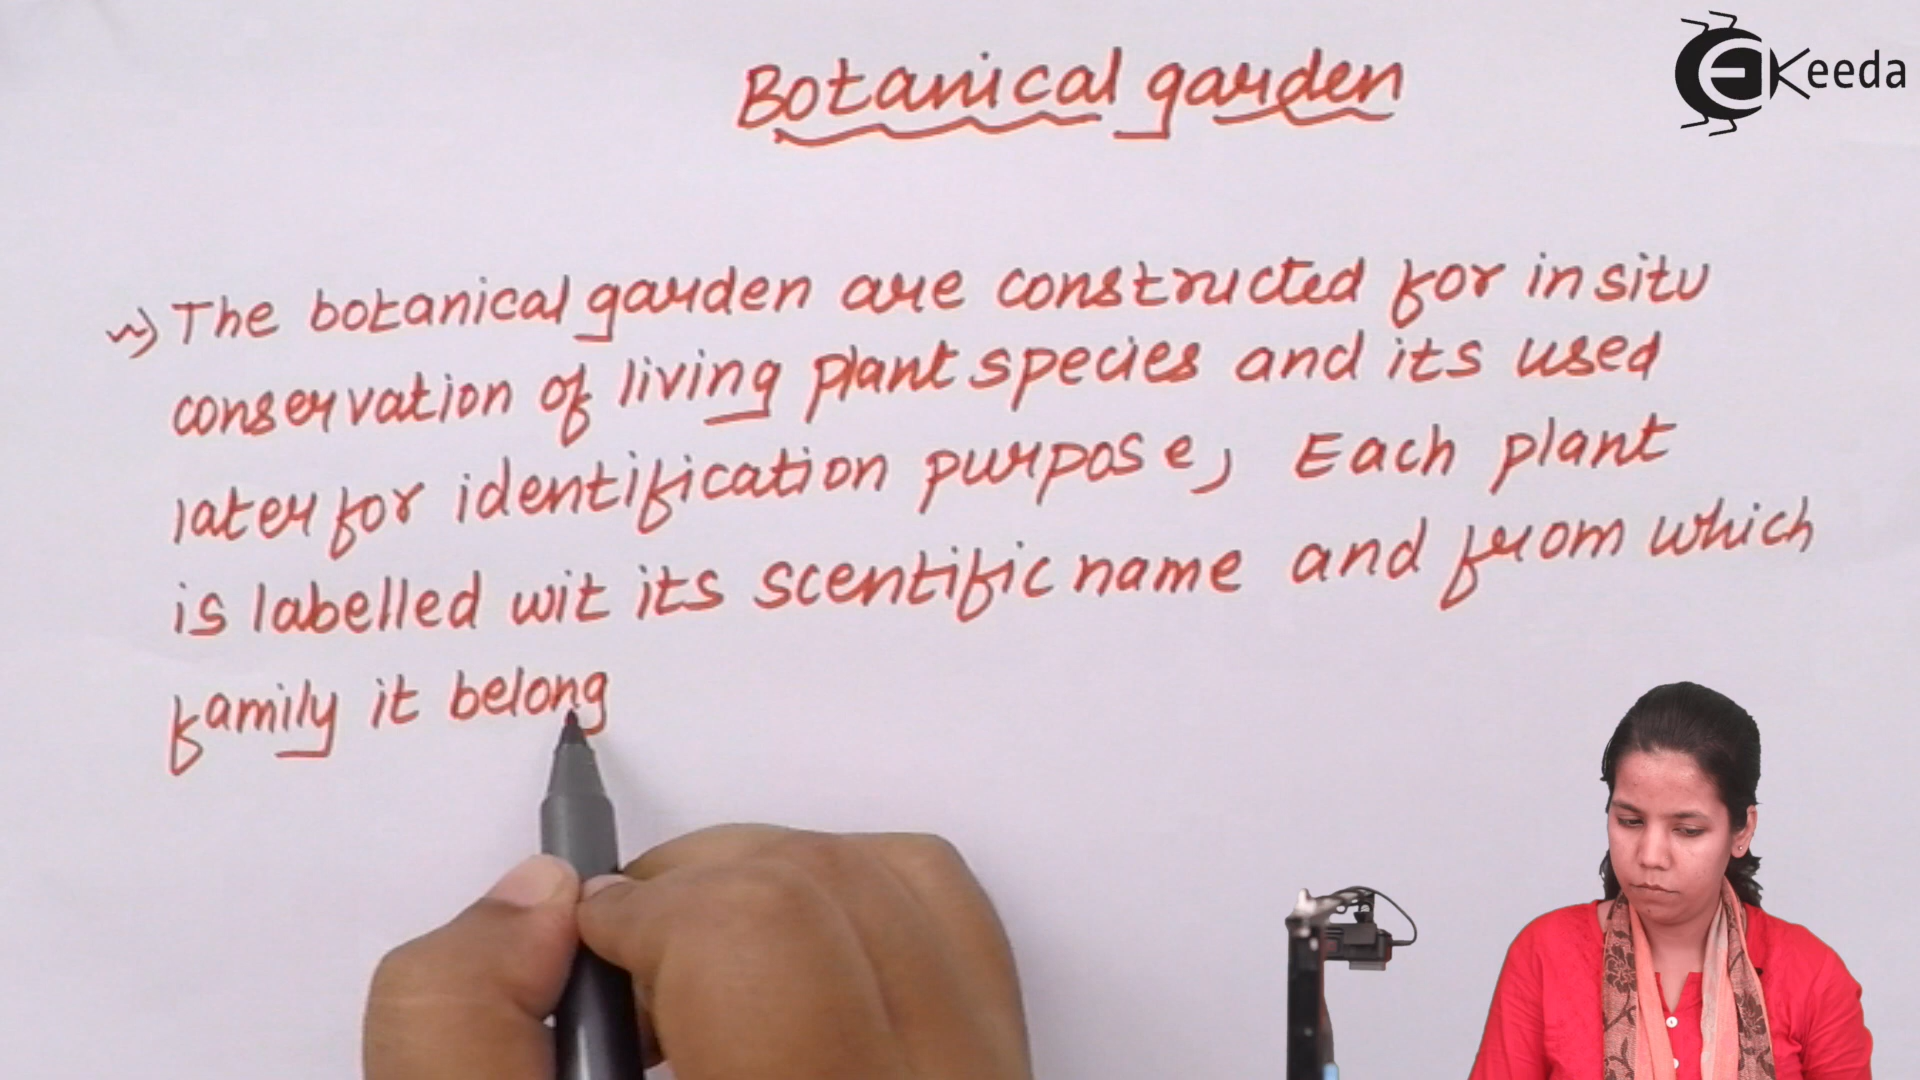 Botanical garden
EKeeda
The botanical garden are constructed for in situ
conservation of living plant species and its used
later for identification purpose, Each plant
is labelled wit its scentific name and from which
family it belong